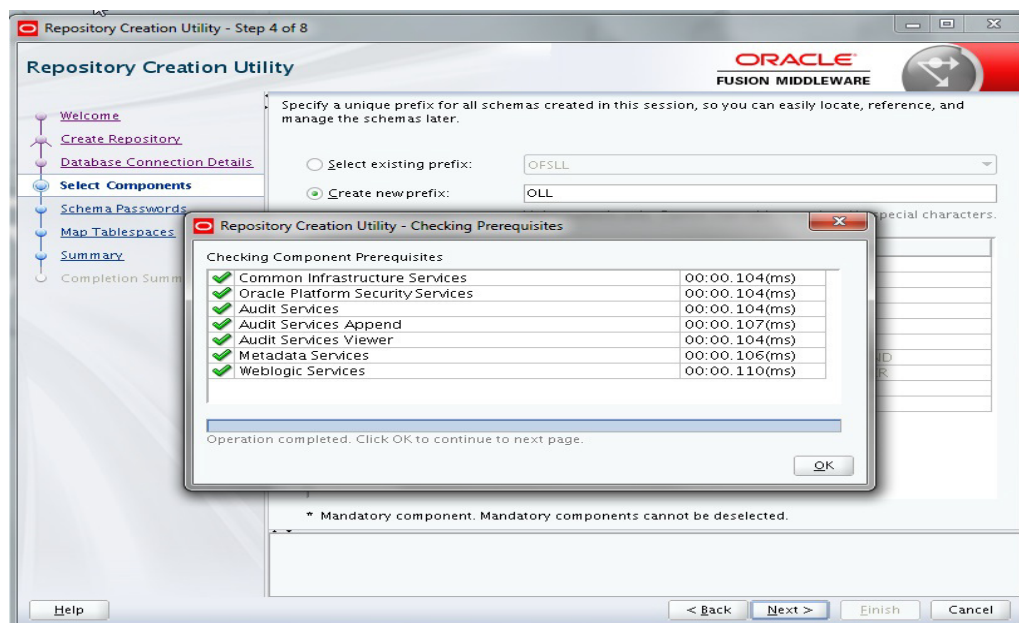 Repository Creation Utility - Step 4 of 8
Repository Creation Utility
ORACLE
FUSION MIDDLEWARE
Welcome
Create Repository
Database Connection Details
Select Components
Schema Passwords
Map Tablespaces
Summary
Completion Summ
Specify a unique prefix for all schemas created in this session, so you can easily locate, reference, and
manage the schemas later.
Select existing prefix: OFSLL
Create new prefix: OLL
special characters.
Repository Creation Utility - Checking Prerequisites
Checking Component Prerequisites
Common Infrastructure Services 00:00.104(ms)
Oracle Platform Security Services 00:00.104(ms)
Audit Services 00:00.104(ms)
Audit Services Append 00:00.107(ms)
Audit Services Viewer 00:00.104(ms)
Metadata Services 00:00.106(ms)
Weblogic Services 00:00.110(ms)
Operation completed. Click OK to continue to next page.
OK
* Mandatory component. Mandatory components cannot be deselected.
Help
< Back Next > Finish Cancel